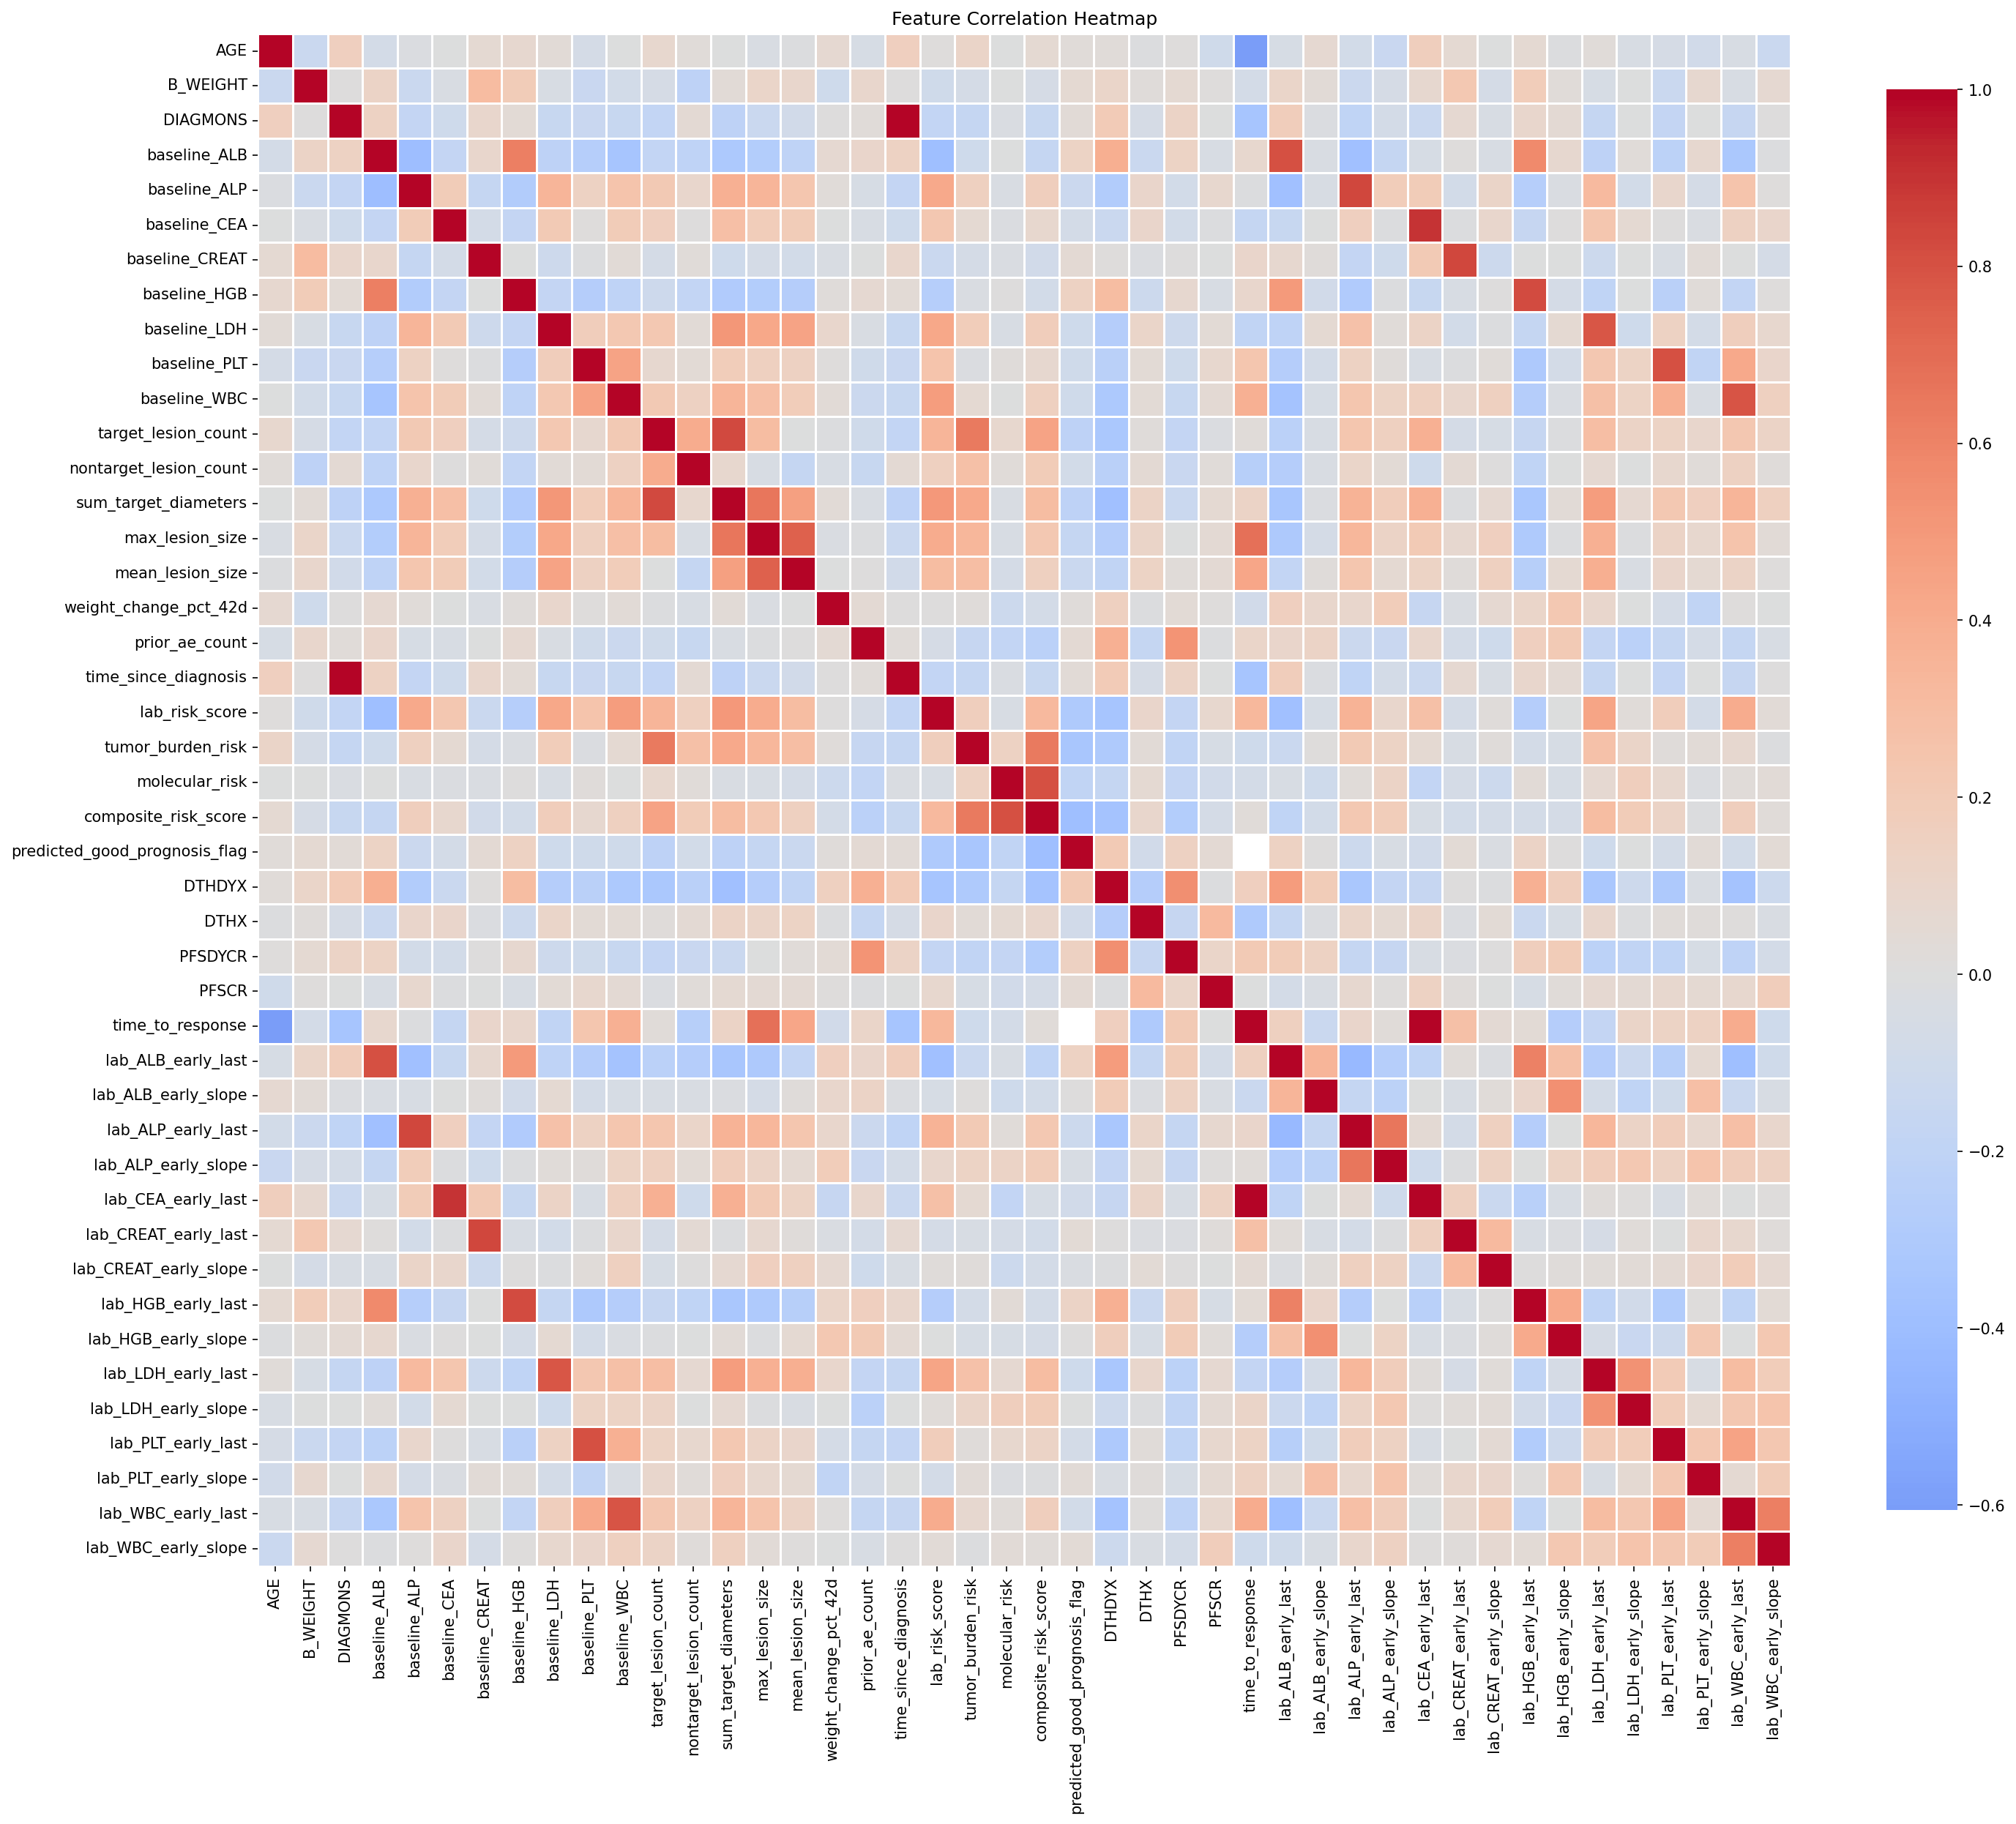 Feature Correlation Heatmap
AGE
B_WEIGHT
DIAGMONS
baseline_ALB
baseline_ALP
baseline_CEA
baseline_CREAT
baseline_HGB
baseline_LDH
baseline_PLT
baseline_WBC
target_lesion_count
nontarget_lesion_count
sum_target_diameters
max_lesion_size
mean_lesion_size
weight_change_pct_42d
prior_ae_count
time_since_diagnosis
lab_risk_score
tumor_burden_risk
molecular_risk
composite_risk_score
predicted_good_prognosis_flag
DTHDYX
DTHX
PFSDYCR
PFSCR
time_to_response
lab_ALB_early_last
lab_ALB_early_slope
lab_ALP_early_last
lab_ALP_early_slope
lab_CEA_early_last
lab_CREAT_early_last
lab_CREAT_early_slope
lab_HGB_early_last
lab_HGB_early_slope
lab_LDH_early_last
lab_LDH_early_slope
lab_PLT_early_last
lab_PLT_early_slope
lab_WBC_early_last
lab_WBC_early_slope
AGE
B_WEIGHT
DIAGMONS
baseline_ALB
baseline_ALP
baseline_CEA
baseline_CREAT
baseline_HGB
baseline_LDH
baseline_PLT
baseline_WBC
target_lesion_count
nontarget_lesion_count
sum_target_diameters
max_lesion_size
mean_lesion_size
weight_change_pct_42d
prior_ae_count
time_since_diagnosis
lab_risk_score
tumor_burden_risk
molecular_risk
composite_risk_score
predicted_good_prognosis_flag
DTHDYX
DTHX
PFSDYCR
PFSCR
time_to_response
lab_ALB_early_last
lab_ALB_early_slope
lab_ALP_early_last
lab_ALP_early_slope
lab_CEA_early_last
lab_CREAT_early_last
lab_CREAT_early_slope
lab_HGB_early_last
lab_HGB_early_slope
lab_LDH_early_last
lab_LDH_early_slope
lab_PLT_early_last
lab_PLT_early_slope
lab_WBC_early_last
lab_WBC_early_slope
1.0
0.8
0.6
0.4
0.2
0.0
−0.2
−0.4
−0.6